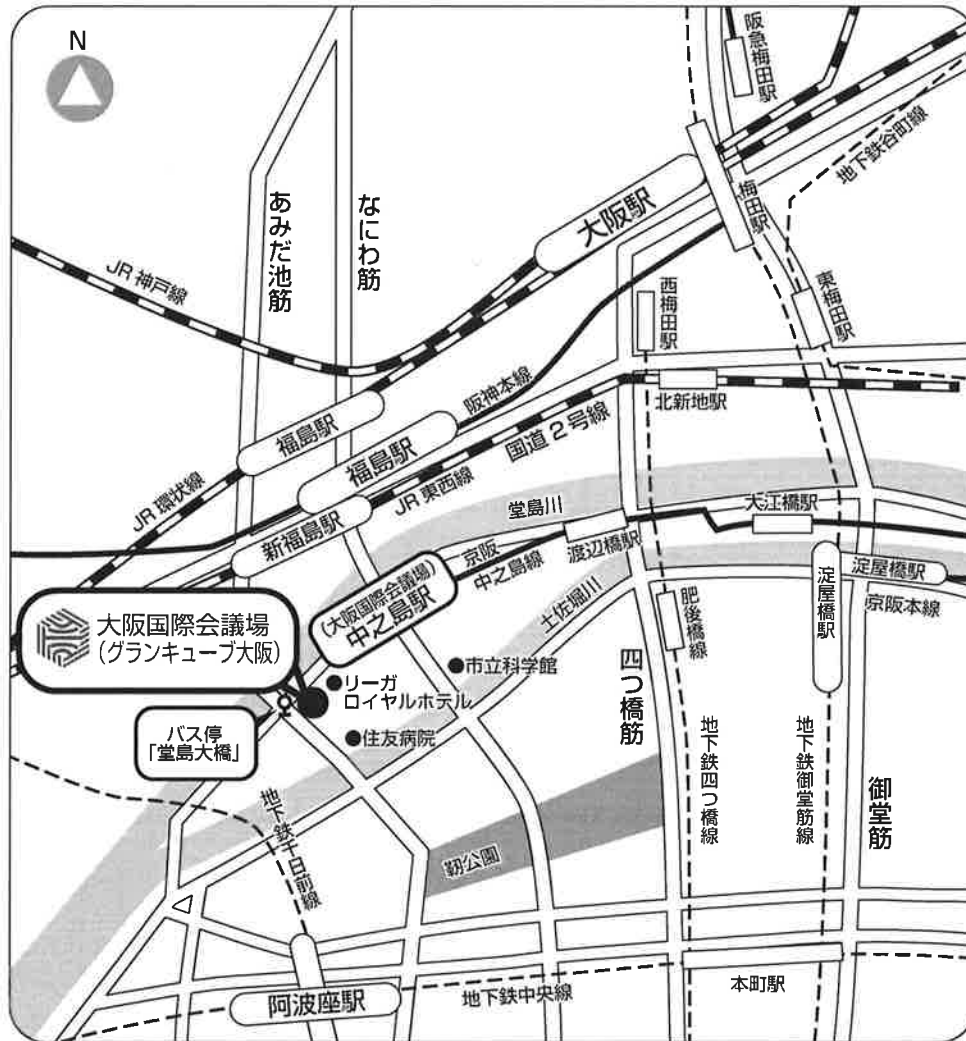 N
阪急梅田駅
地下鉄谷町線
梅田駅
大阪駅
あみだ池筋
なにわ筋
JR 神戸線
西梅田駅
東梅田駅
阪神本線
北新地駅
福島駅
国道2号線
福島駅
JR 環状線
JR 東西線
堂島川
大江橋駅
新福島駅
京阪
中之島線
渡辺橋駅
淀屋橋駅
淀屋橋駅
京阪本線
(大阪国際会議場)
中之島駅
土佐堀川
肥後橋線
大阪国際会議場
(グランキューブ大阪)
市立科学館
リーガ
ロイヤルホテル
四つ橋筋
バス停
「堂島大橋」
住友病院
地下鉄四つ橋線
地下鉄御堂筋線
御堂筋
地下鉄千日前線
靭公園
本町駅
阿波座駅
地下鉄中央線